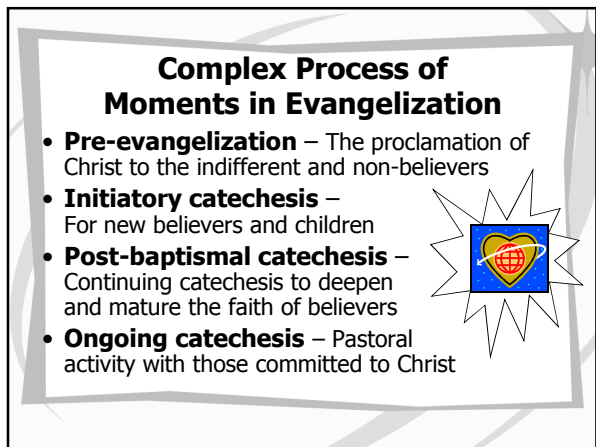 Complex Process of
Moments in Evangelization
• Pre-evangelization – The proclamation of
Christ to the indifferent and non-believers
• Initiatory catechesis –
For new believers and children
• Post-baptismal catechesis –
Continuing catechesis to deepen
and mature the faith of believers
• Ongoing catechesis – Pastoral
activity with those committed to Christ